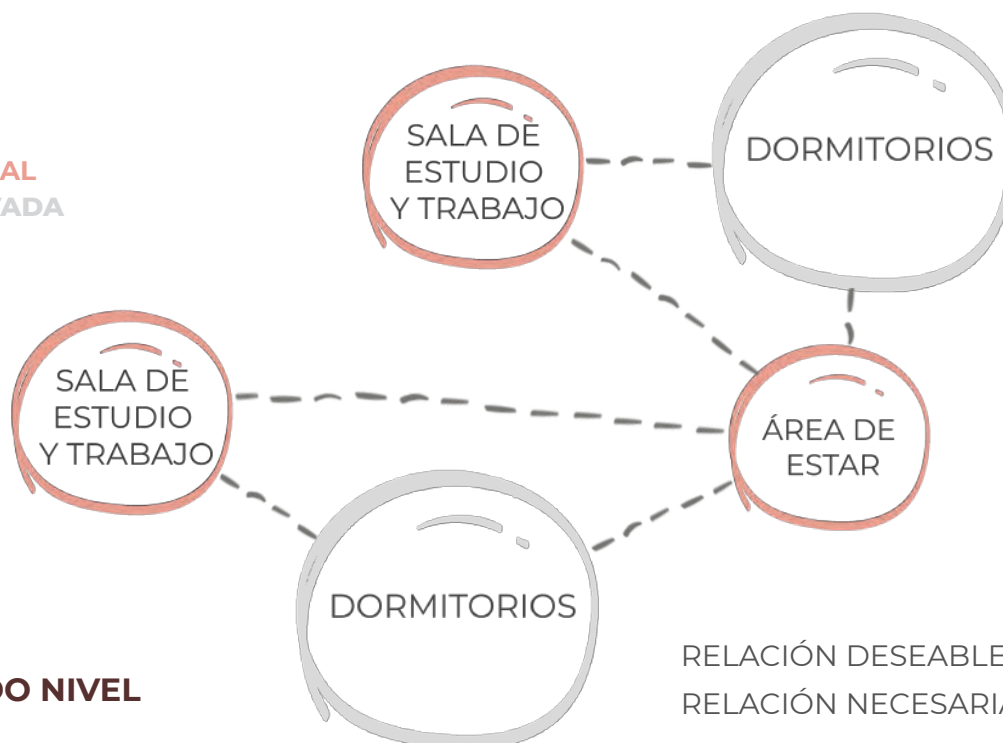 SALA DE
ESTUDIO
Y TRABAJO
DORMITORIOS
AL
TADA
SALA DE
ESTUDIO
Y TRABAJO
ÁREA DE
ESTAR
DORMITORIOS
RELACIÓN DESEABLE
RELACIÓN NECESARIA
DO NIVEL